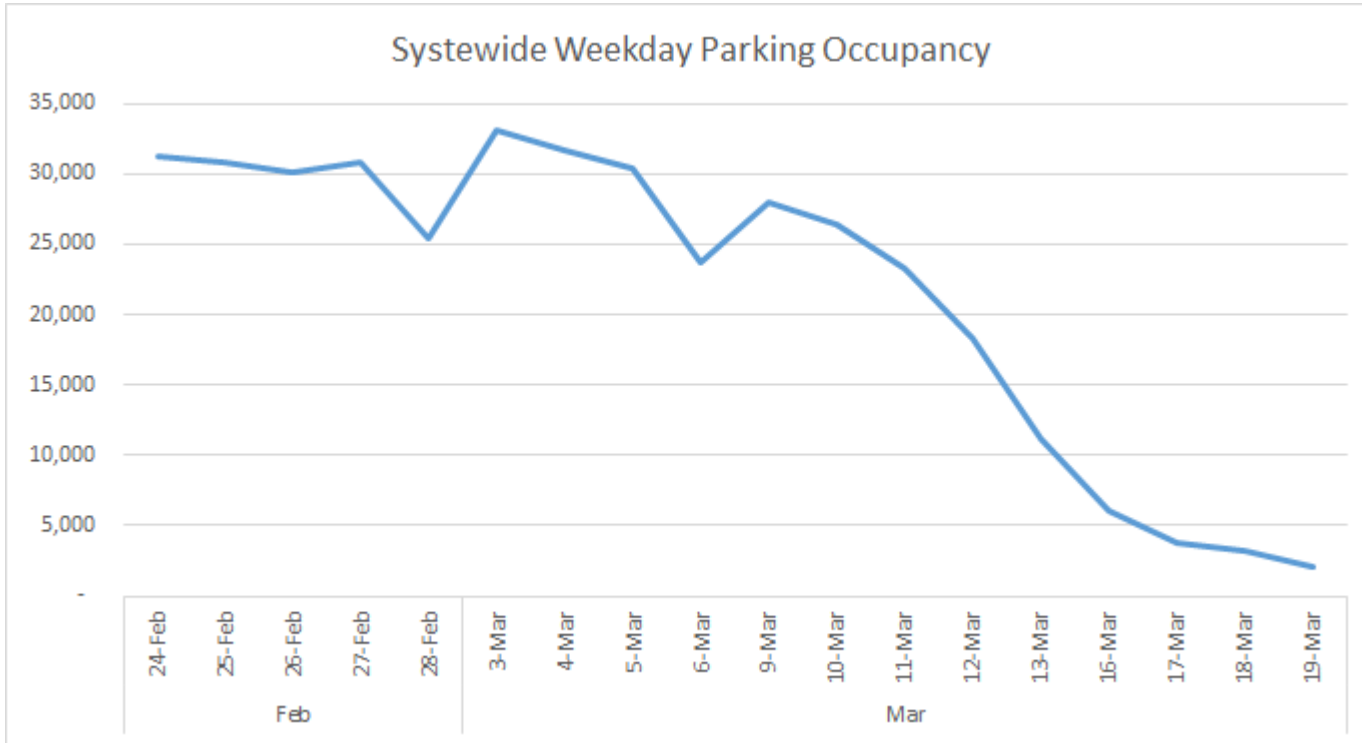 Systewide Weekday Parking Occupancy
35,000
30,000
25,000
20,000
15,000
10,000
5,000
-
24-Feb
25-Feb
26-Feb
27-Feb
28-Feb
3-Mar
4-Mar
5-Mar
6-Mar
9-Mar
10-Mar
11-Mar
12-Mar
13-Mar
16-Mar
17-Mar
18-Mar
19-Mar
Feb
Mar